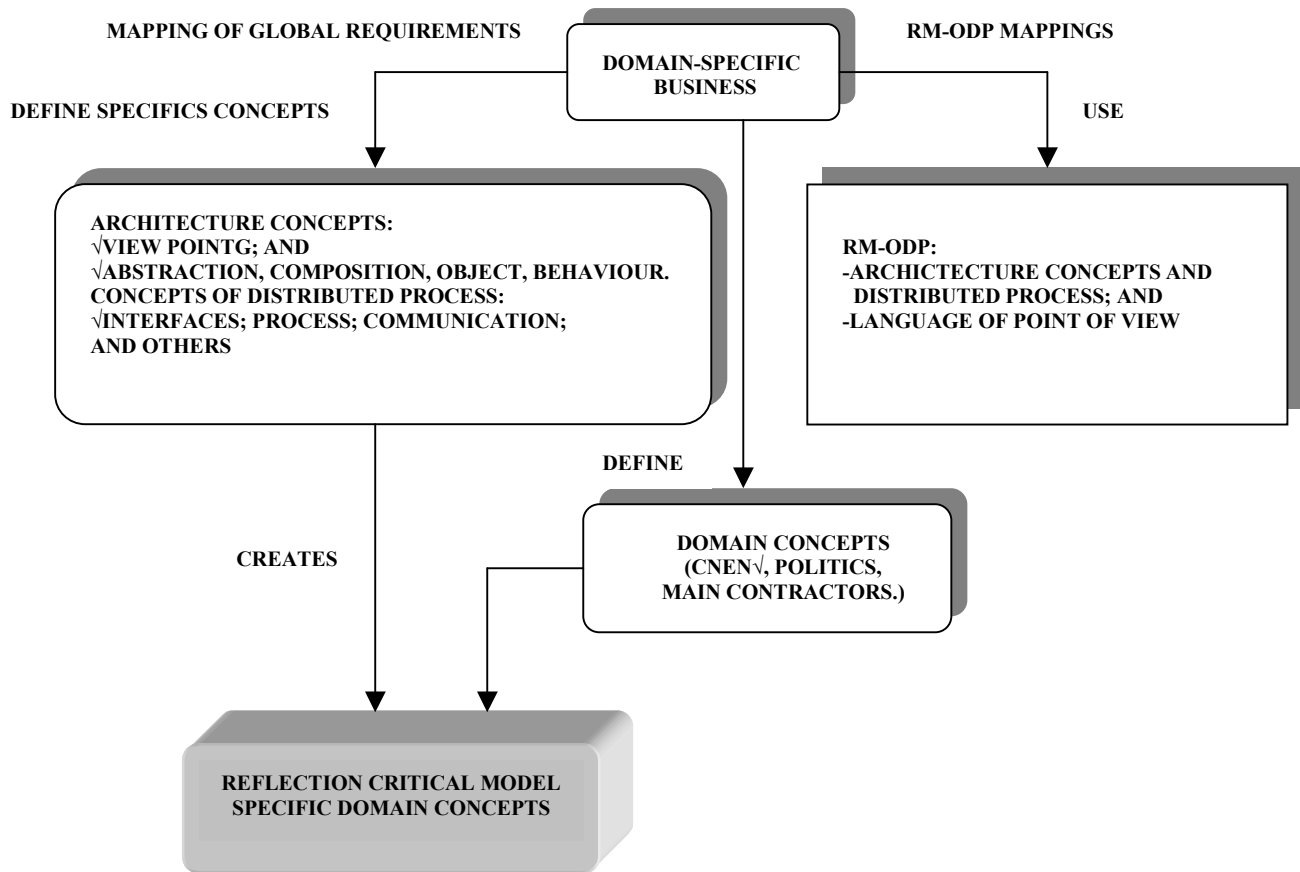 MAPPING OF GLOBAL REQUIREMENTS
RM-ODP MAPPINGS
DOMAIN-SPECIFIC
BUSINESS
DEFINE SPECIFICS CONCEPTS
USE
ARCHITECTURE CONCEPTS:
√VIEW POINTG; AND
√ABSTRACTION, COMPOSITION, OBJECT, BEHAVIOUR.
CONCEPTS OF DISTRIBUTED PROCESS:
√INTERFACES; PROCESS; COMMUNICATION;
AND OTHERS
RM-ODP:
-ARCHICTECTURE CONCEPTS AND
DISTRIBUTED PROCESS; AND
-LANGUAGE OF POINT OF VIEW
DEFINE
CREATES
DOMAIN CONCEPTS
(CNEN√, POLITICS,
MAIN CONTRACTORS.)
REFLECTION CRITICAL MODEL
SPECIFIC DOMAIN CONCEPTS